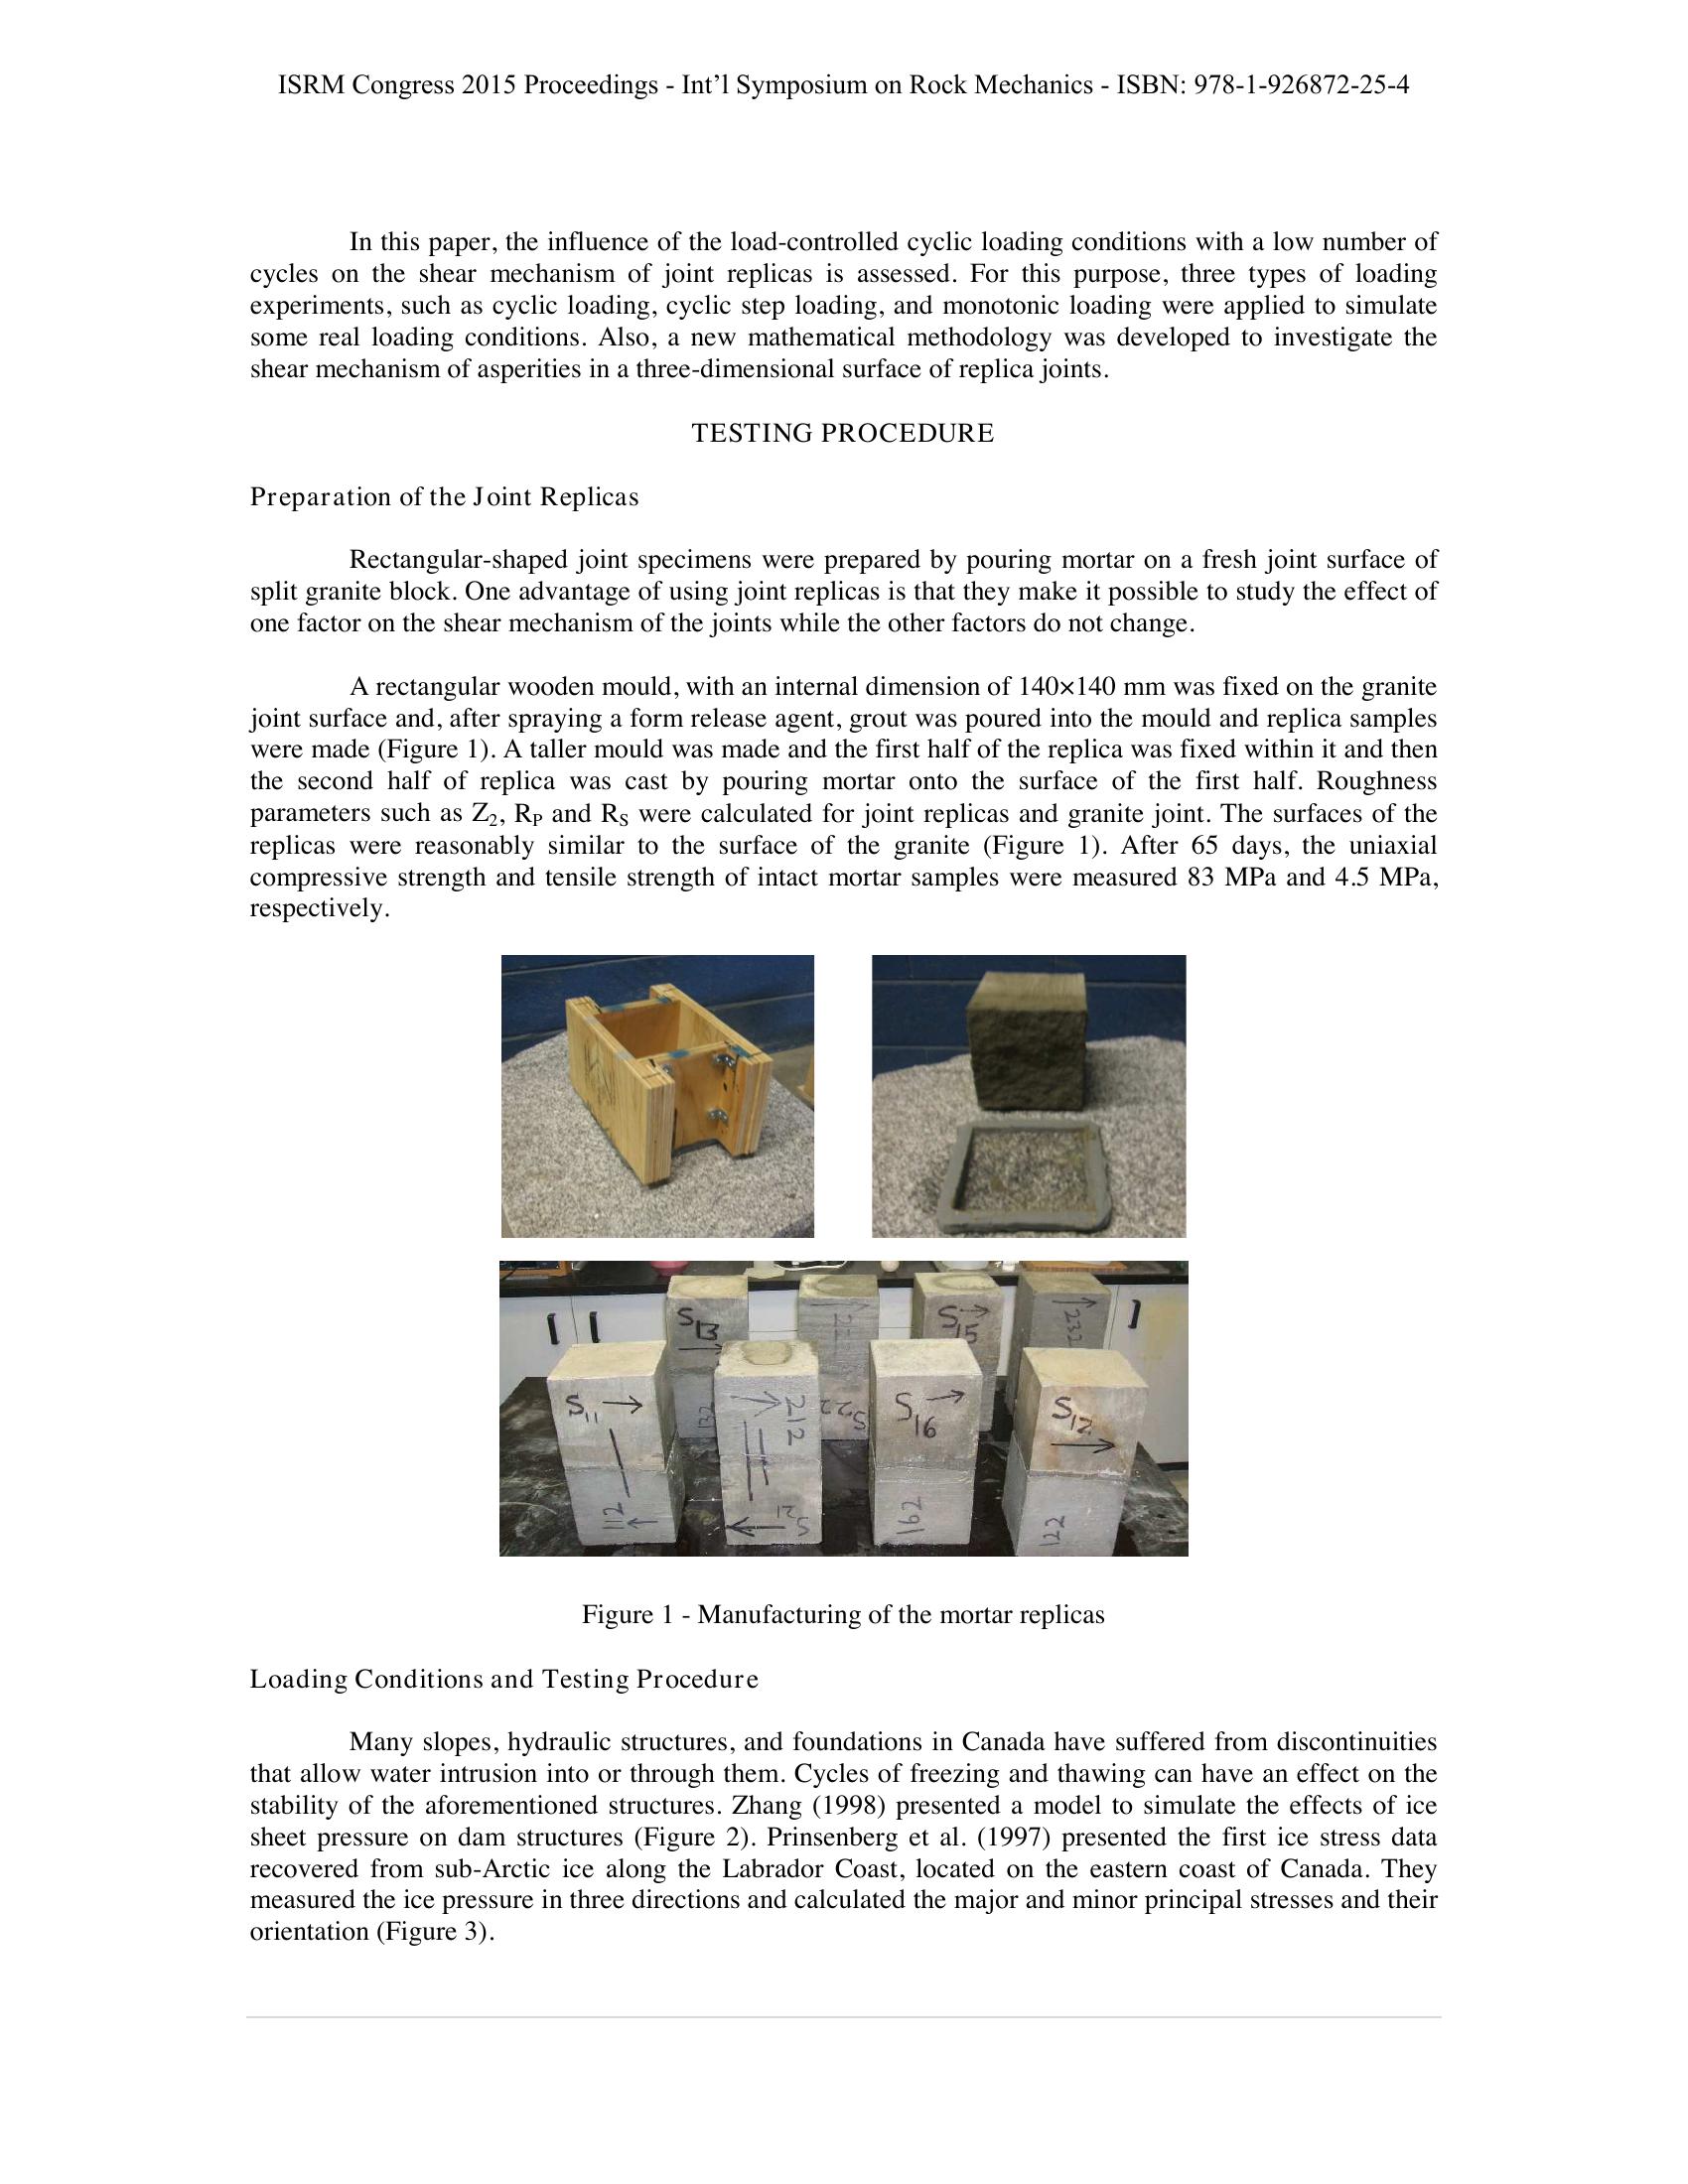 ISRM Congress 2015 Proceedings - Int’l Symposium on Rock Mechanics - ISBN: 978-1-926872-25-4
In this paper, the influence of the load-controlled cyclic loading conditions with a low number of
cycles on the shear mechanism of joint replicas is assessed. For this purpose, three types of loading
experiments, such as cyclic loading, cyclic step loading, and monotonic loading were applied to simulate
some real loading conditions. Also, a new mathematical methodology was developed to investigate the
shear mechanism of asperities in a three-dimensional surface of replica joints.
TESTING PROCEDURE
Preparation of the Joint Replicas
Rectangular-shaped joint specimens were prepared by pouring mortar on a fresh joint surface of
split granite block. One advantage of using joint replicas is that they make it possible to study the effect of
one factor on the shear mechanism of the joints while the other factors do not change.
A rectangular wooden mould, with an internal dimension of 140×140 mm was fixed on the granite
joint surface and, after spraying a form release agent, grout was poured into the mould and replica samples
were made (Figure 1). A taller mould was made and the first half of the replica was fixed within it and then
the second half of replica was cast by pouring mortar onto the surface of the first half. Roughness
parameters such as Z2, RP and RS were calculated for joint replicas and granite joint. The surfaces of the
replicas were reasonably similar to the surface of the granite (Figure 1). After 65 days, the uniaxial
compressive strength and tensile strength of intact mortar samples were measured 83 MPa and 4.5 MPa,
respectively.
S13
S15
232
S11
132
212
S22
S16
S12
112
S21
162
122
Figure 1 - Manufacturing of the mortar replicas
Loading Conditions and Testing Procedure
Many slopes, hydraulic structures, and foundations in Canada have suffered from discontinuities
that allow water intrusion into or through them. Cycles of freezing and thawing can have an effect on the
stability of the aforementioned structures. Zhang (1998) presented a model to simulate the effects of ice
sheet pressure on dam structures (Figure 2). Prinsenberg et al. (1997) presented the first ice stress data
recovered from sub-Arctic ice along the Labrador Coast, located on the eastern coast of Canada. They
measured the ice pressure in three directions and calculated the major and minor principal stresses and their
orientation (Figure 3).